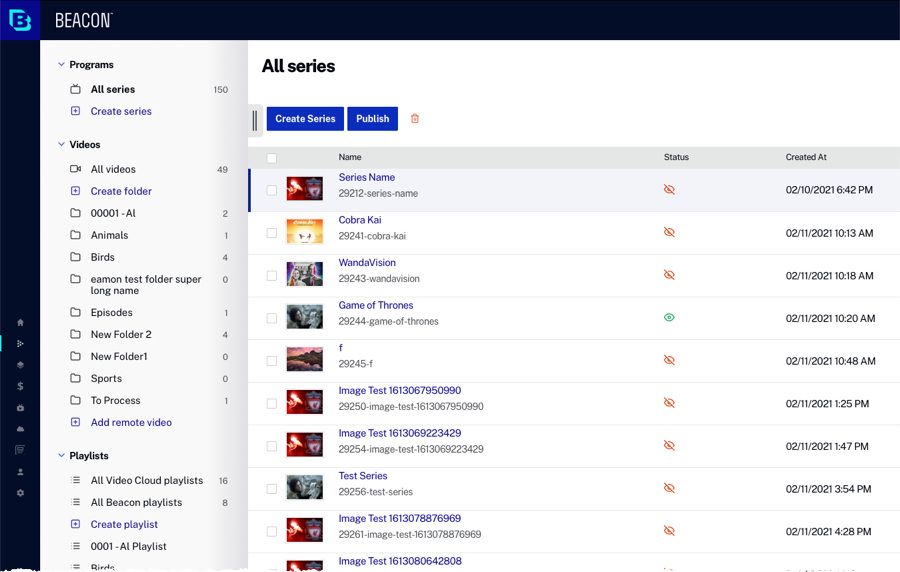 BEACON
Programs
All series 150
Create series
Videos
All videos 49
Create folder
00001 - Al 2
Animals 1
Birds 4
eamon test folder super 0
long name
Episodes 1
New Folder 2 4
New Folder1 0
Sports 0
To Process 1
Add remote video
Playlists
All Video Cloud playlists 16
All Beacon playlists 8
Create playlist
0001 - Al Playlist
Birds
All series
Create Series Publish
Name Status Created At
Series Name
29212-series-name 02/10/2021 6:42 PM
Cobra Kai
29241-cobra-kai 02/11/2021 10:13 AM
WandaVision
29243-wandavision 02/11/2021 10:18 AM
Game of Thrones
29244-game-of-thrones 02/11/2021 10:20 AM
f
29245-f 02/11/2021 10:48 AM
Image Test 1613067950990
29250-image-test-1613067950990 02/11/2021 1:25 PM
Image Test 1613069223429
29254-image-test-1613069223429 02/11/2021 1:47 PM
Test Series
29256-test-series 02/11/2021 3:54 PM
Image Test 1613078876969
29261-image-test-1613078876969 02/11/2021 4:28 PM
Image Test 1613080642808